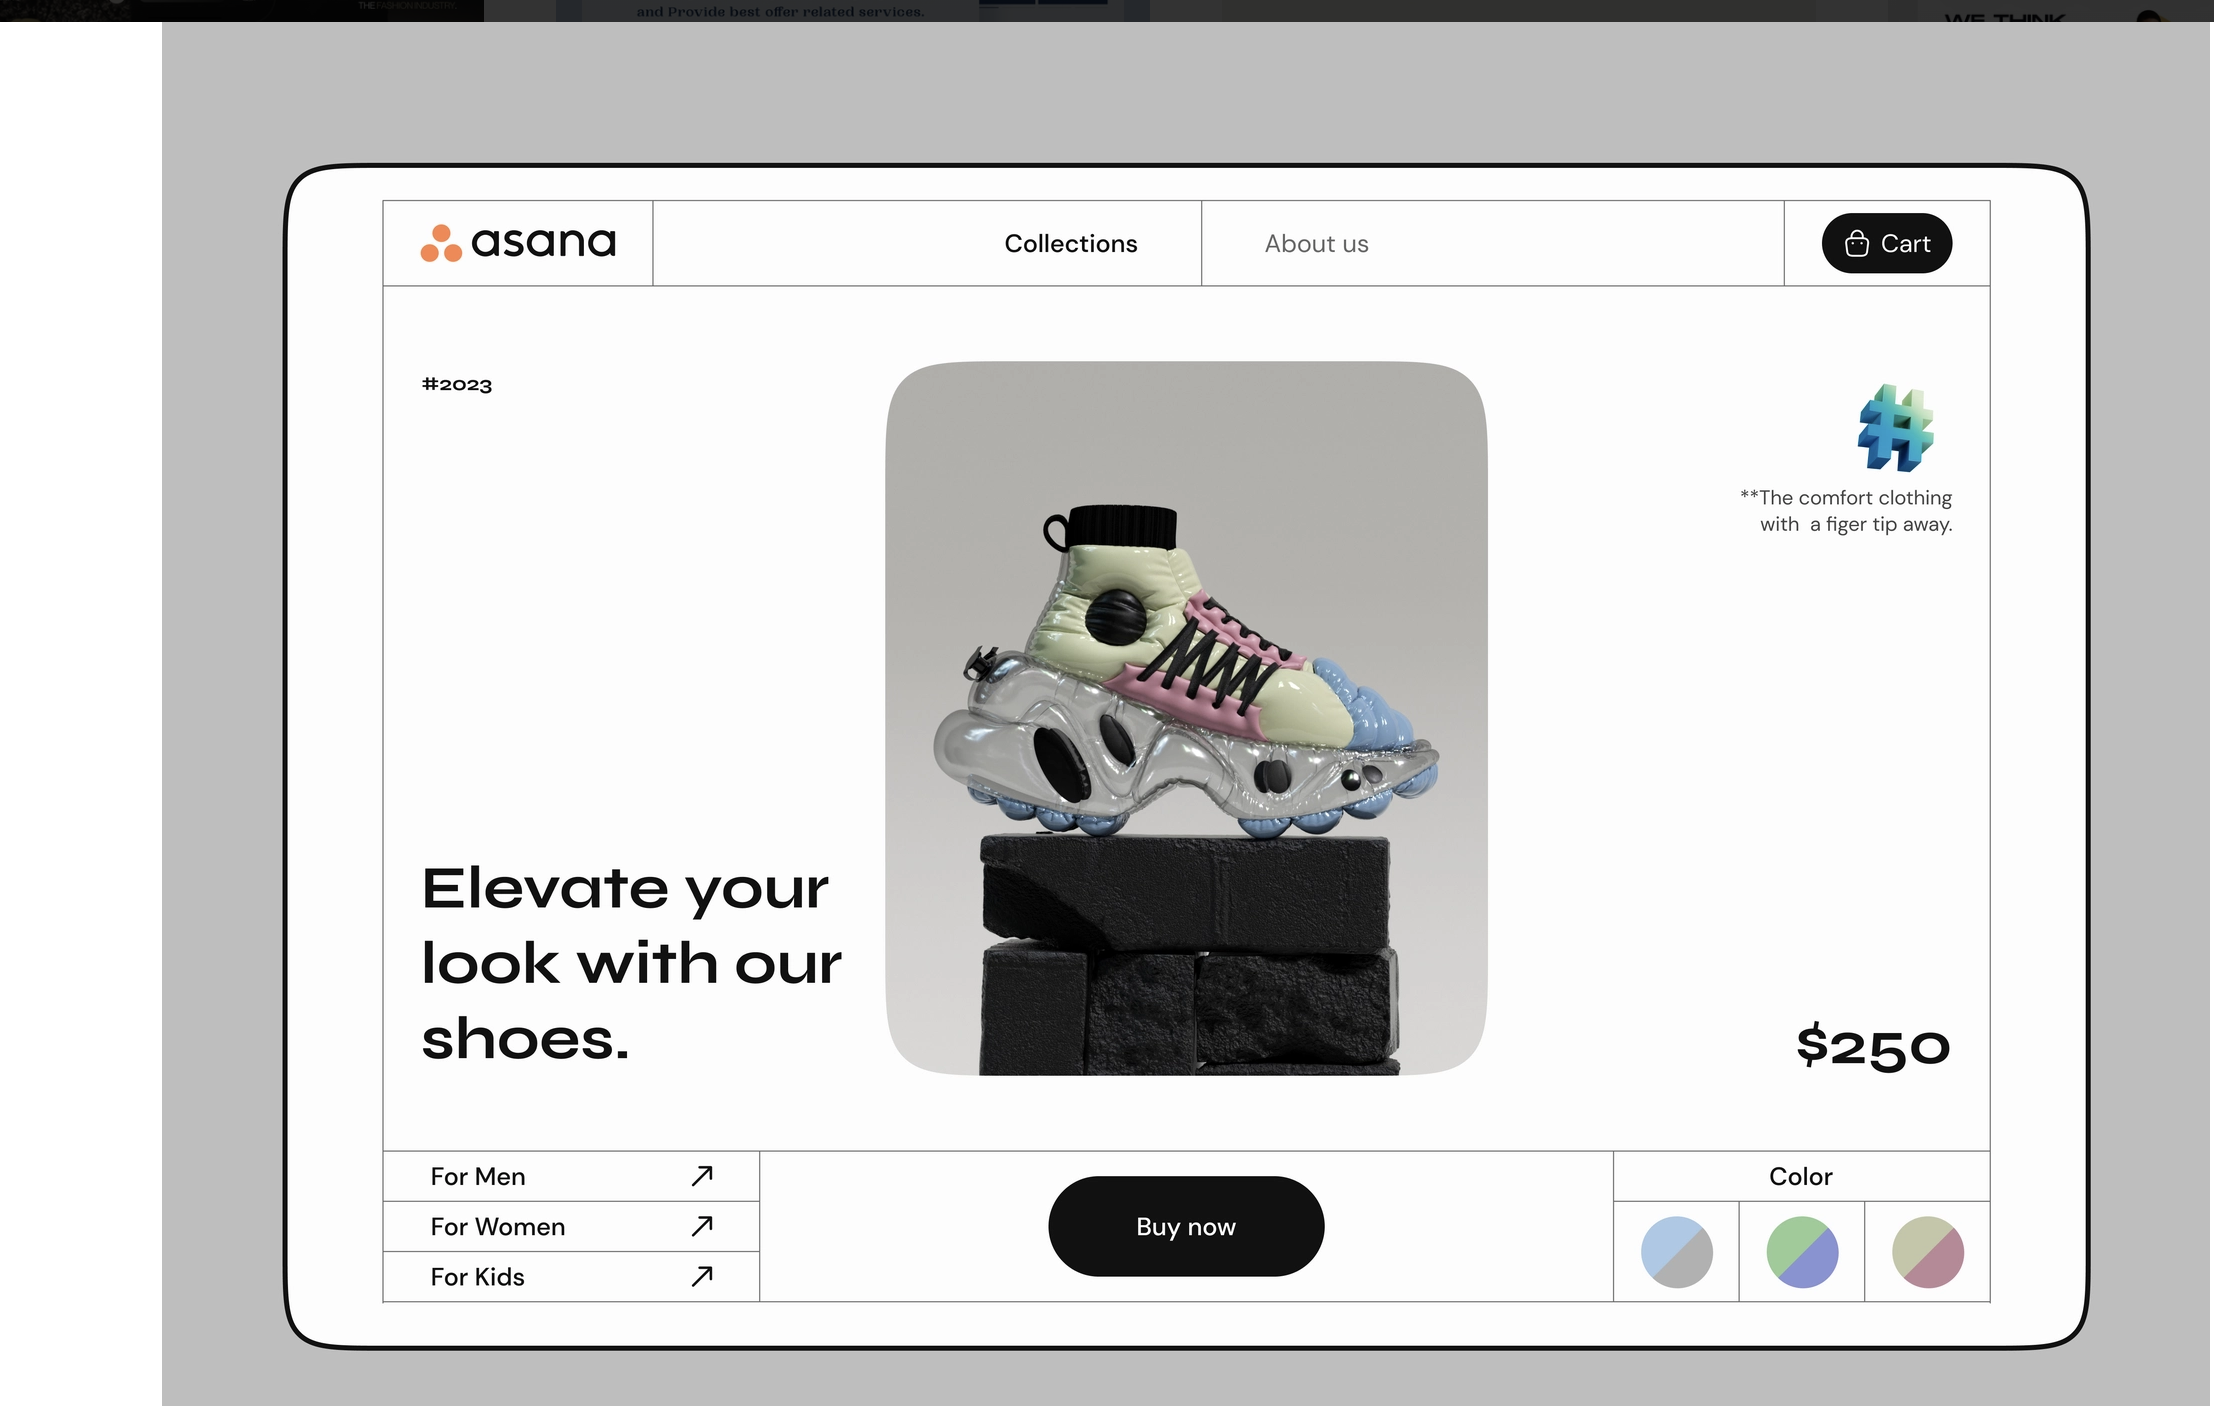 THE FASHION INDUSTRY.
and Provide best offer related services.
WE THINK
asana
Collections
About us
Cart
#2023
#
**The comfort clothing
with  a figer tip away.
Elevate your
look with our
shoes.
$250
For Men
For Women
For Kids
Buy now
Color